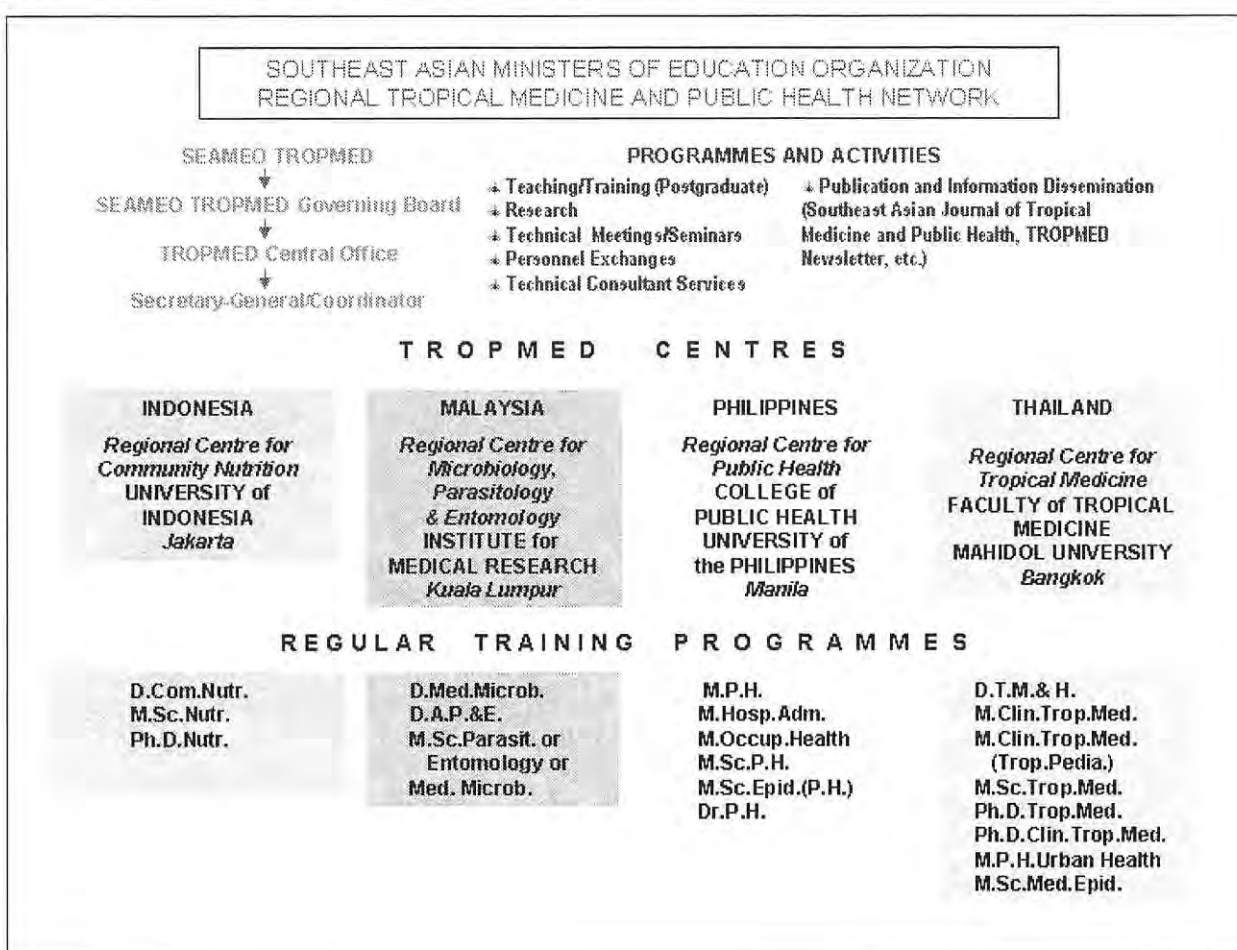 SOUTHEAST ASIAN MINISTERS OF EDUCATION ORGANIZATION
REGIONAL TROPICAL MEDICINE AND PUBLIC HEALTH NETWORK
SEAMEO TROPMED
SEAMEO TROPMED Governing Board
TROPMED Central Office
Secretary-General/Coordinator
PROGRAMMES AND ACTIVITIES
Teaching/Training (Postgraduate)
Research
Technical Meetings/Seminars
Personnel Exchanges
Technical Consultant Services
Publication and Information Dissemination
(Southeast Asian Journal of Tropical
Medicine and Public Health, TROPMED
Newsletter, etc.)
TROPMED CENTRES
INDONESIA
Regional Centre for
Community Nutrition
UNIVERSITY of
INDONESIA
Jakarta
MALAYSIA
Regional Centre for
Microbiology,
Parasitology
& Entomology
INSTITUTE for
MEDICAL RESEARCH
Kuala Lumpur
PHILIPPINES
Regional Centre for
Public Health
COLLEGE of
PUBLIC HEALTH
UNIVERSITY of
the PHILIPPINES
Manila
THAILAND
Regional Centre for
Tropical Medicine
FACULTY of TROPICAL
MEDICINE
MAHIDOL UNIVERSITY
Bangkok
REGULAR TRAINING PROGRAMMES
D.Com.Nutr.
M.Sc.Nutr.
Ph.D.Nutr.
D.Med.Microb.
D.A.P.&E.
M.Sc.Parasit. or
Entomology or
Med. Microb.
M.P.H.
M.Hosp.Adm.
M.Occup.Health
M.Sc.P.H.
M.Sc.Epid.(P.H.)
Dr.P.H.
D.T.M.& H.
M.Clin.Trop.Med.
M.Clin.Trop.Med.
(Trop.Pedia.)
M.Sc.Trop.Med.
Ph.D.Trop.Med.
Ph.D.Clin.Trop.Med.
M.P.H.Urban Health
M.Sc.Med.Epid.